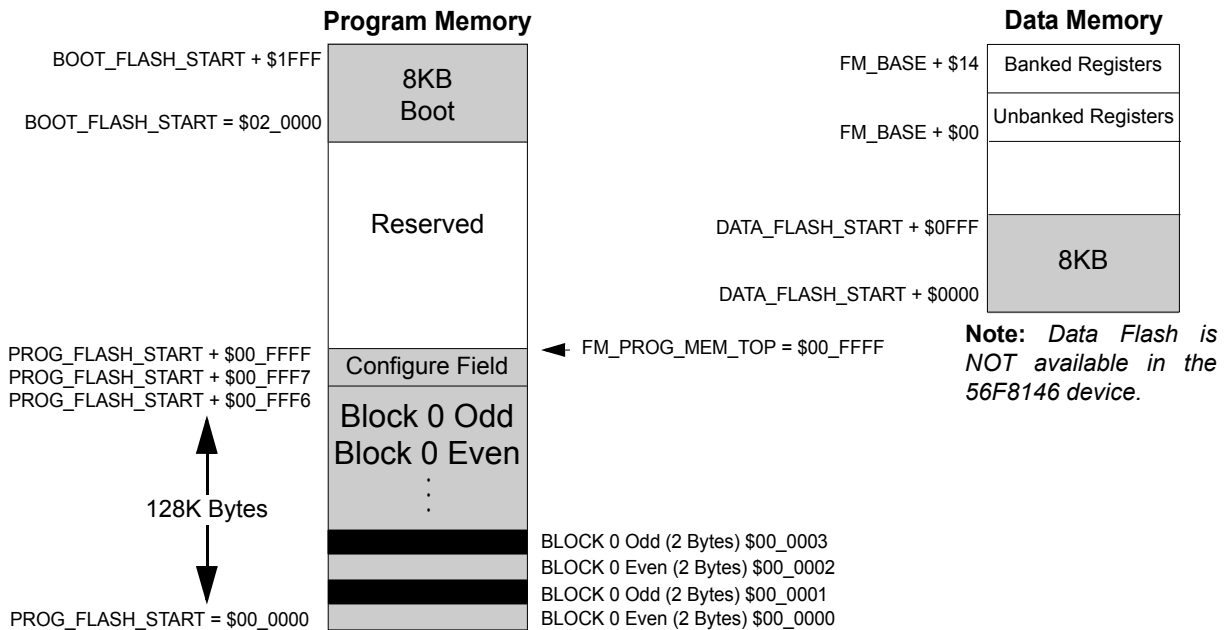 Program Memory
BOOT_FLASH_START + $1FFF
8KB
Boot
BOOT_FLASH_START = $02_0000
Reserved
PROG_FLASH_START + $00_FFFF
PROG_FLASH_START + $00_FFF7
PROG_FLASH_START + $00_FFF6
Configure Field
FM_PROG_MEM_TOP = $00_FFFF
Block 0 Odd
Block 0 Even
128K Bytes
BLOCK 0 Odd (2 Bytes) $00_0003
BLOCK 0 Even (2 Bytes) $00_0002
BLOCK 0 Odd (2 Bytes) $00_0001
BLOCK 0 Even (2 Bytes) $00_0000
PROG_FLASH_START = $00_0000
Data Memory
FM_BASE + $14
Banked Registers
Unbanked Registers
FM_BASE + $00
DATA_FLASH_START + $0FFF
8KB
DATA_FLASH_START + $0000
Note: Data Flash is
NOT available in the
56F8146 device.